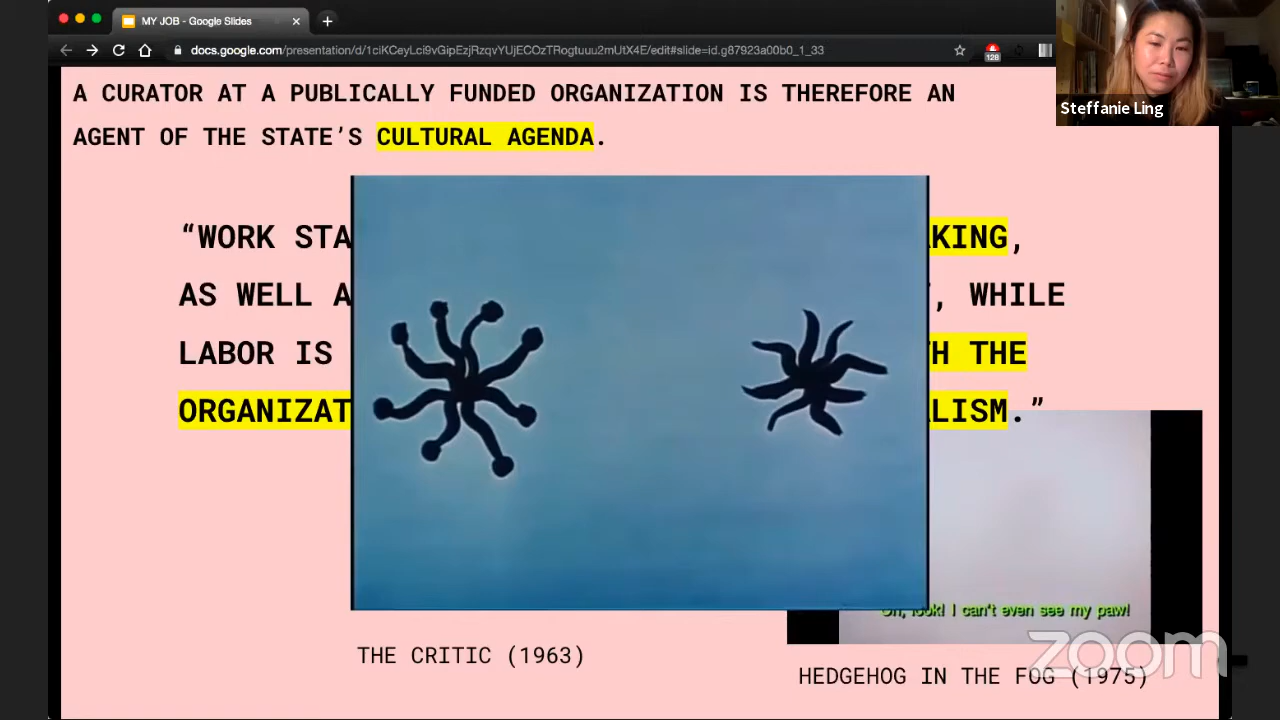 MY JOB - Google Slides
docs.google.com/presentation/d/1ciKCeyLci9vGipEzjRzqvYUjECOzTRogtuuu2mUtX4E/edit#slide=id.g87923a00b0_1_33
128
Steffanie Ling
A CURATOR AT A PUBLICALLY FUNDED ORGANIZATION IS THEREFORE AN
AGENT OF THE STATE’S CULTURAL AGENDA.
“WORK STA KING,
AS WELL A , WHILE
LABOR IS H THE
ORGANIZAT LISM.”
Oh, look! I can't even see my paw!
zoom
THE CRITIC (1963)
HEDGEHOG IN THE FOG (1975)